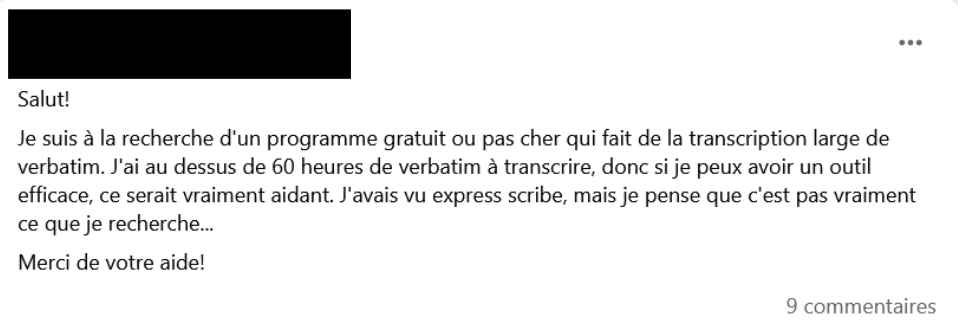 Salut!
Je suis à la recherche d'un programme gratuit ou pas cher qui fait de la transcription large de
verbatim. J'ai au dessus de 60 heures de verbatim à transcrire, donc si je peux avoir un outil
efficace, ce serait vraiment aidant. J'avais vu express scribe, mais je pense que c'est pas vraiment
ce que je recherche...
Merci de votre aide!
9 commentaires